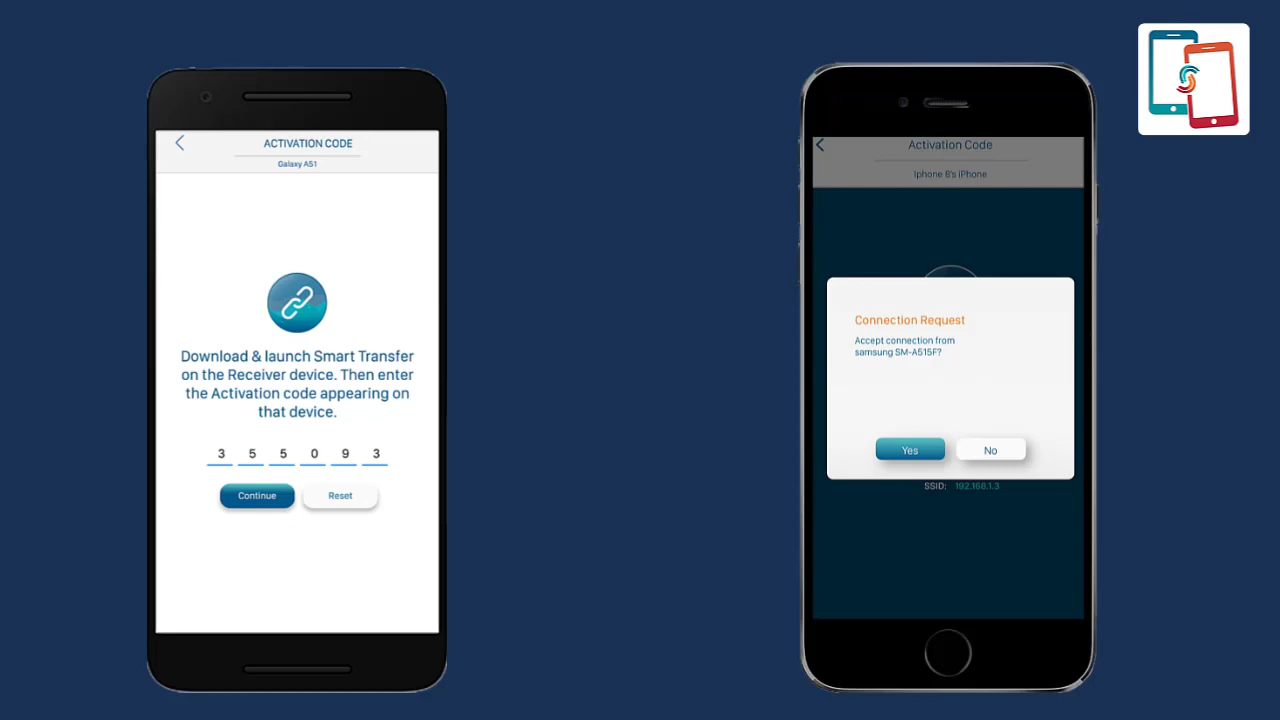 ACTIVATION CODE
Galaxy A51
Download & launch Smart Transfer
on the Receiver device. Then enter
the Activation code appearing on
that device.
3 5 5 0 9 3
Continue Reset
Activation Code
Iphone 8's iPhone
Connection Request
Accept connection from
samsung SM-A515F?
Yes No
SSID: 192.168.1.3